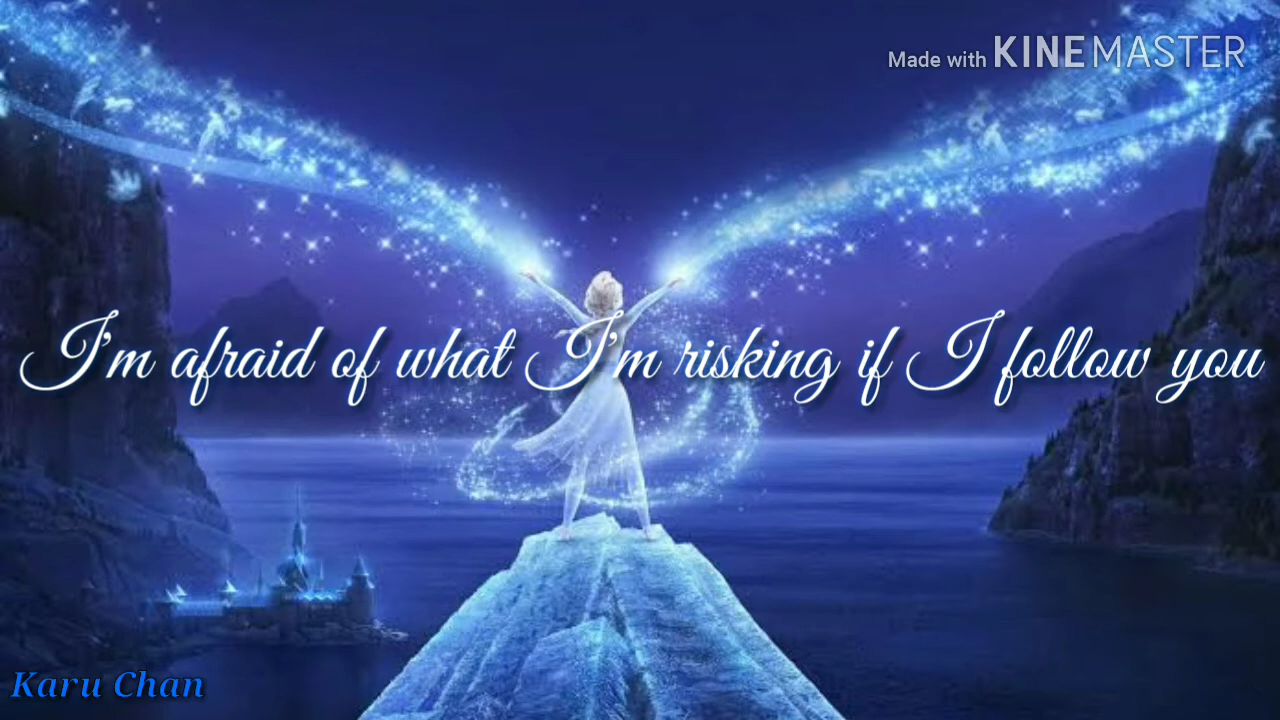 Made with KINEMASTER
I'm afraid of what I'm risking if I follow you
Karu Chan